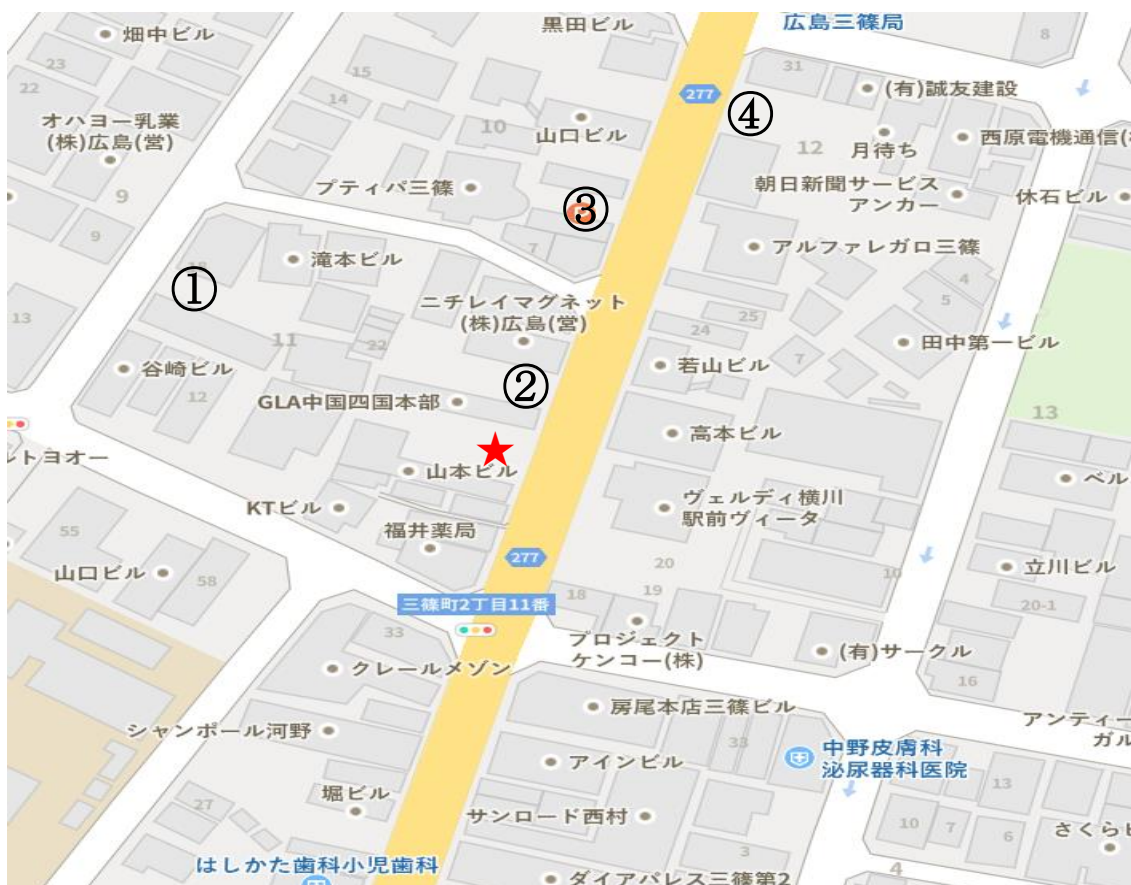 畑中ビル
黒田ビル
広島三篠局
8
23
15
31
277
22
14
(有)誠友建設
④
オハヨー乳業
(株)広島(営)
10
山口ビル
12
月待ち
西原電機通信(
プティパ三篠
朝日新聞サービス
アンカー
9
休石ビル
③
9
7
アルファレガロ三篠
滝本ビル
18
4
①
ニチレイマグネット
(株)広島(営)
5
13
25
24
11
22
田中第一ビル
谷崎ビル
若山ビル
7
②
12
GLA中国四国本部
13
高本ビル
ルトヨオー
山本ビル
ベル
KTビル
ヴェルディ横川
駅前ヴィータ
55
福井薬局
277
山口ビル
58
20
10
立川ビル
18
19
20-1
三篠町2丁目11番
33
プロジェクト
ケンコー(株)
(有)サークル
クレールメゾン
16
房尾本店三篠ビル
アンティー
ガル
シャンポール河野
33
中野皮膚科
泌尿器科医院
アインビル
13
堀ビル
27
サンロード西村
10
7
6
さくらビ
3
はしかた歯科小児歯科
4
ダイアパレス三篠第2